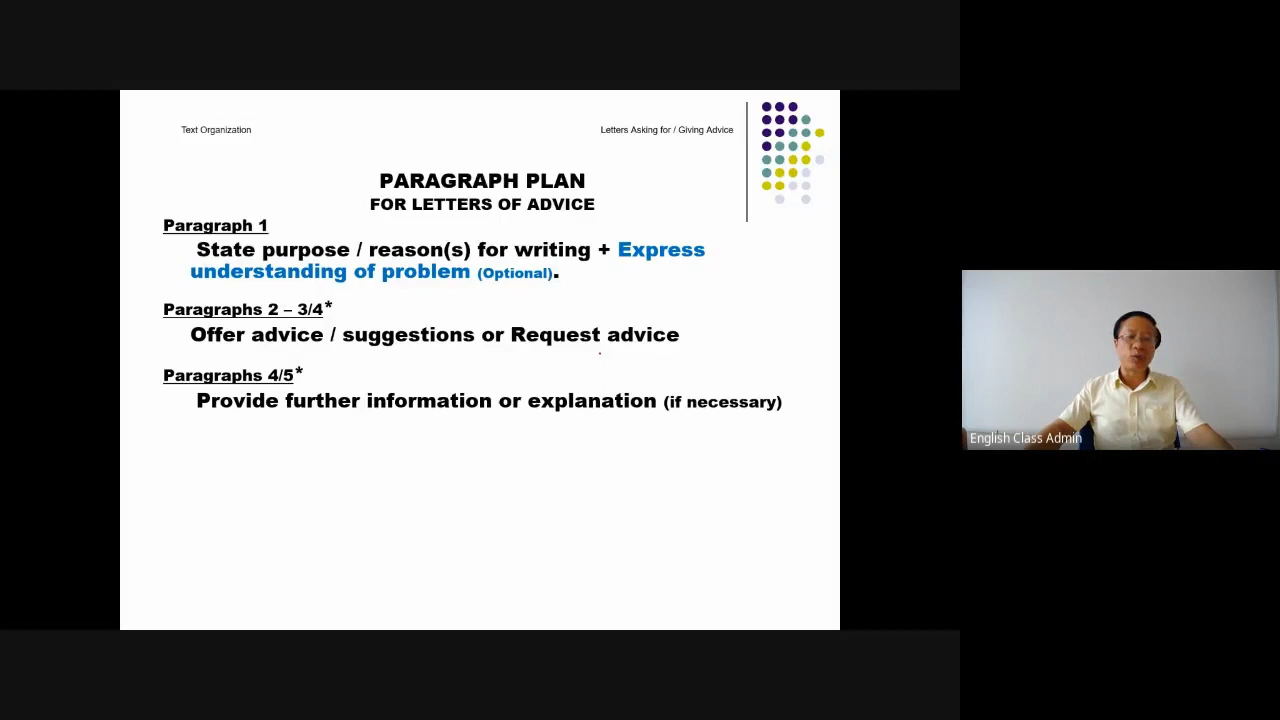 Text Organization
Letters Asking for / Giving Advice
PARAGRAPH PLAN
FOR LETTERS OF ADVICE
Paragraph 1
State purpose / reason(s) for writing + Express
understanding of problem (Optional).
Paragraphs 2 – 3/4*
Offer advice / suggestions or Request advice
Paragraphs 4/5*
Provide further information or explanation (if necessary)
English Class Admin